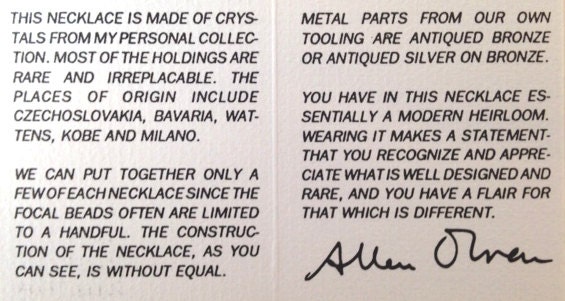 THIS NECKLACE IS MADE OF CRYS-
TALS FROM MY PERSONAL COLLEC-
TION. MOST OF THE HOLDINGS ARE
RARE AND IRREPLACABLE. THE
PLACES OF ORIGIN INCLUDE
CZECHOSLOVAKIA, BAVARIA, WAT-
TENS, KOBE AND MILANO.
WE CAN PUT TOGETHER ONLY A
FEW OF EACH NECKLACE SINCE THE
FOCAL BEADS OFTEN ARE LIMITED
TO A HANDFUL. THE CONSTRUC-
TION OF THE NECKLACE, AS YOU
CAN SEE, IS WITHOUT EQUAL.
METAL PARTS FROM OUR OWN
TOOLING ARE ANTIQUED BRONZE
OR ANTIQUED SILVER ON BRONZE.
YOU HAVE IN THIS NECKLACE ES-
SENTIALLY A MODERN HEIRLOOM.
WEARING IT MAKES A STATEMENT-
THAT YOU RECOGNIZE AND APPRE-
CIATE WHAT IS WELL DESIGNED AND
RARE, AND YOU HAVE A FLAIR FOR
THAT WHICH IS DIFFERENT.
Allen